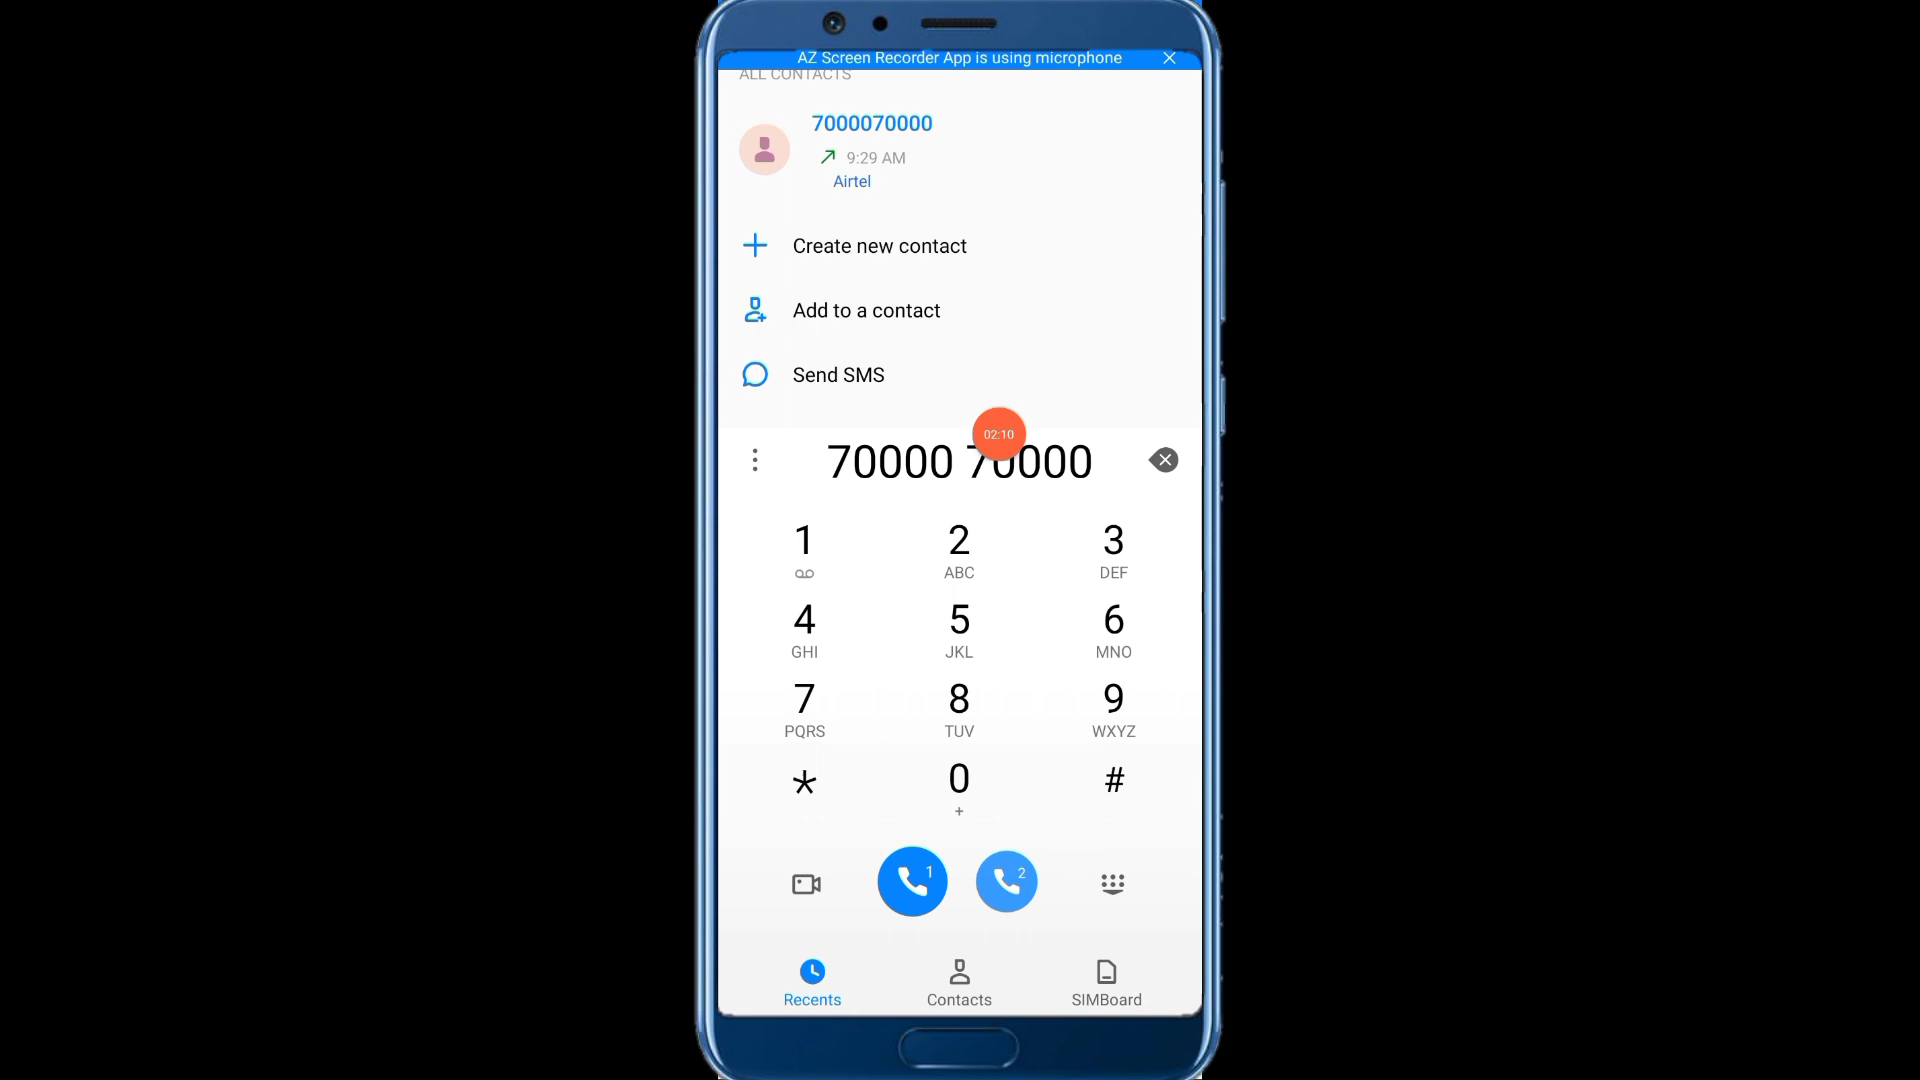 AZ Screen Recorder App is using microphone
ALL CONTACTS
7000070000
9:29 AM
Airtel
Create new contact
Add to a contact
Send SMS
02:10
70000 70000
1 2 3
ABC DEF
4 5 6
GHI JKL MNO
7 8 9
PQRS TUV WXYZ
* 0 #
+
1 2
Recents Contacts SIMBoard